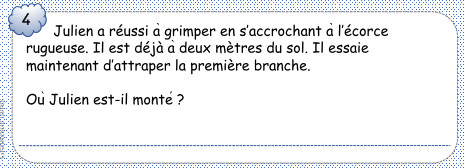 4
Julien a réussi à grimper en s'accrochant à l'écorce
rugueuse. Il est déjà à deux mètres du sol. Il essaie
maintenant d'attraper la première branche.
Où Julien est-il monté ?